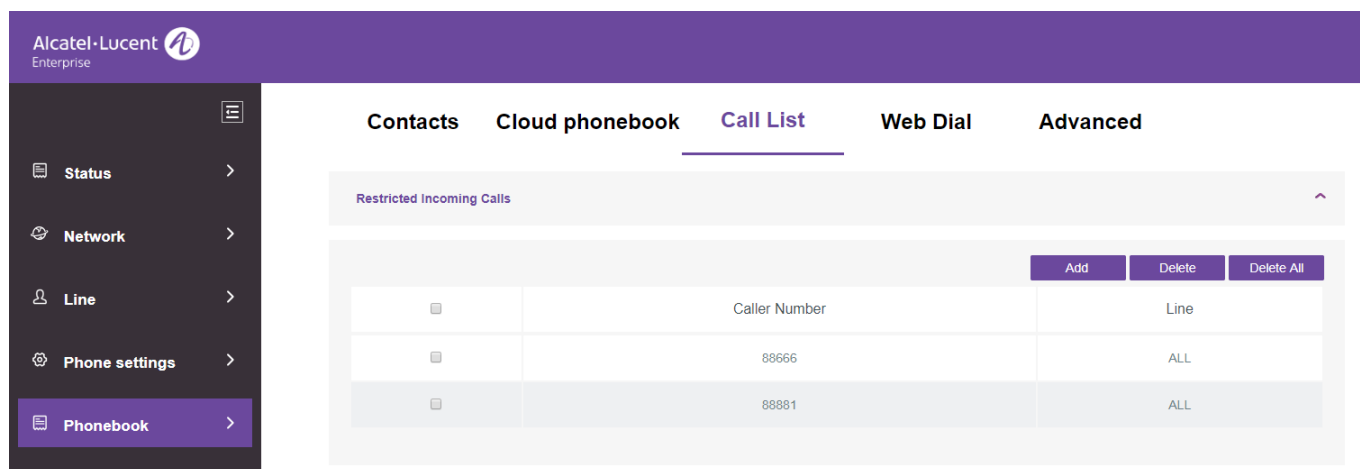 Alcatel·Lucent
Enterprise
Contacts Cloud phonebook Call List Web Dial Advanced
Status
Restricted Incoming Calls
Network
Add Delete Delete All
Line
Caller Number Line
Phone settings
88666 ALL
88881 ALL
Phonebook